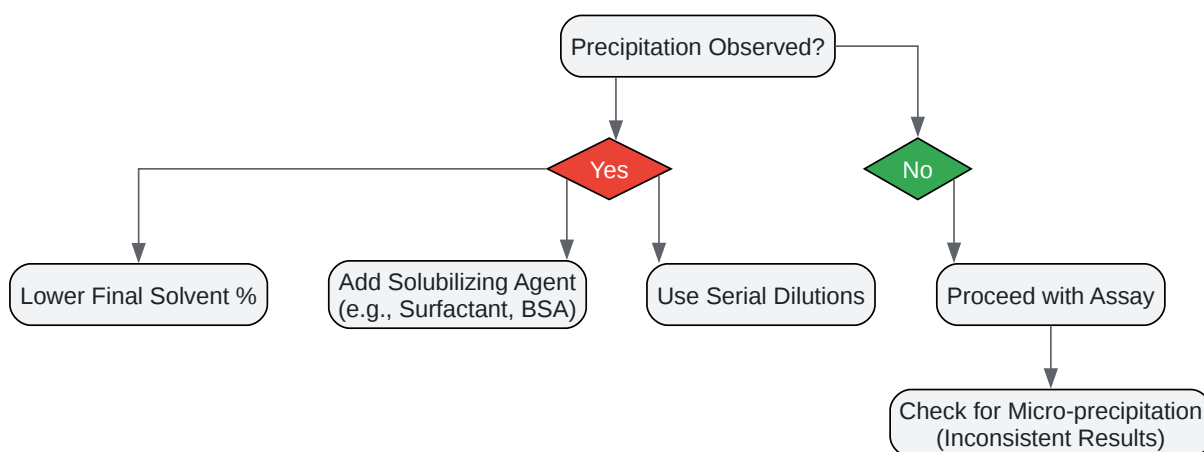 Precipitation Observed?
Yes
No
Lower Final Solvent %
Add Solubilizing Agent
(e.g., Surfactant, BSA)
Use Serial Dilutions
Proceed with Assay
Check for Micro-precipitation
(Inconsistent Results)